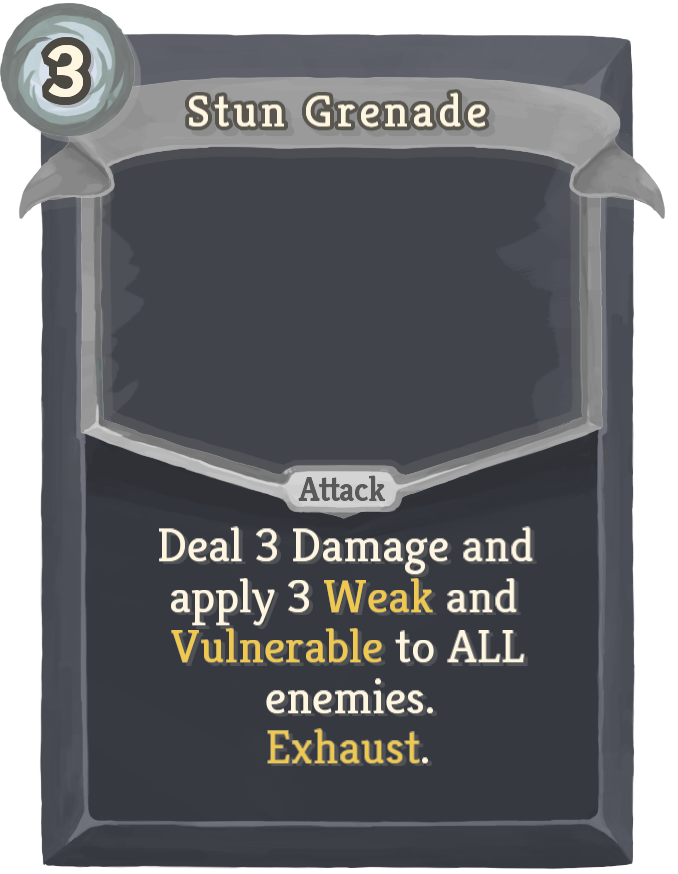 3
Stun Grenade
Attack
Deal 3 Damage and
apply 3 Weak and
Vulnerable to ALL
enemies.
Exhaust.